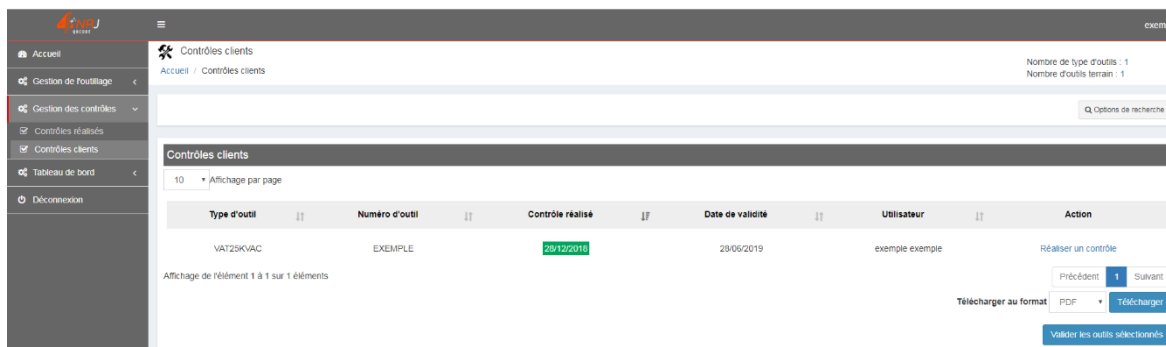 4.NRJ
exem
Accueil
Gestion de l'outillage
Gestion des contrôles
Contrôles réalisés
Contrôles clients
Tableau de bord
Déconnexion
Contrôles clients
Accueil / Contrôles clients
Nombre de type d'outils : 1
Nombre d'outils terrain : 1
Options de recherche
Contrôles clients
10 Affichage par page
Type d'outil Numéro d'outil Contrôle réalisé Date de validité Utilisateur Action
VAT25KVAC EXEMPLE 28/12/2018 28/06/2019 exemple exemple Réaliser un contrôle
Affichage de l'élément 1 à 1 sur 1 éléments
Précédent 1 Suivant
Télécharger au format PDF Télécharger
Valider les outils sélectionnés